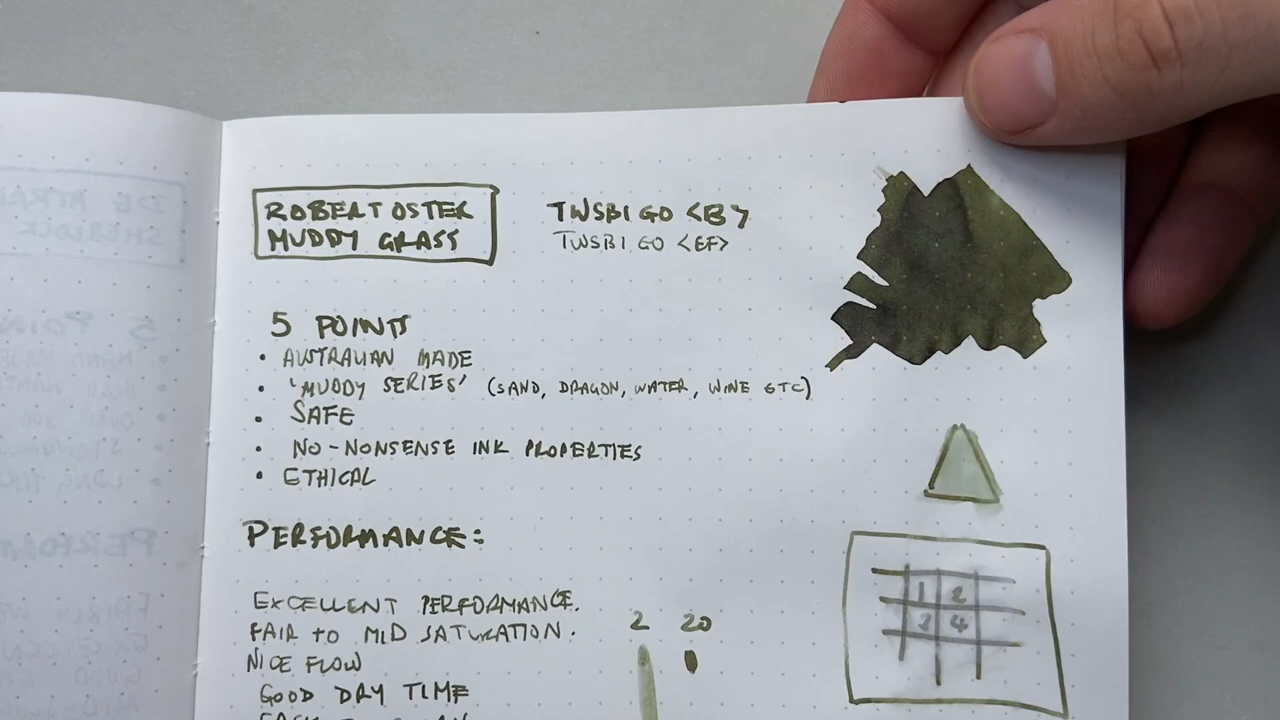 ROBERT OSTER
MUDDY GRASS
TWSBI GO <B>
TWSBI GO <EF>
5 POINTS
• AUSTRALIAN MADE
• 'MUDDY SERIES' (SAND, DRAGON, WATER, WINE ETC)
• SAFE
• NO-NONSENSE INK PROPERTIES
• ETHICAL
PERFORMANCE:
EXCELLENT PERFORMANCE.
FAIR TO MID SATURATION.
NICE FLOW
GOOD DRY TIME
2 20
1 2
3 4